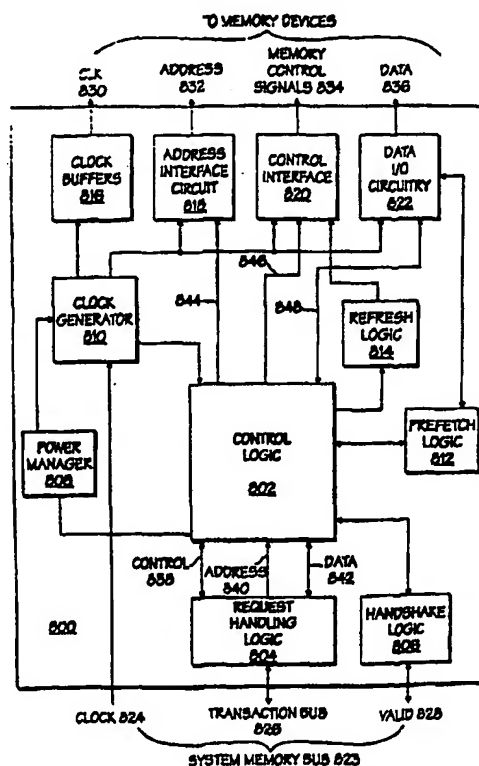 TO MEMORY DEVICES
CLK
830
ADDRESS
832
MEMORY
CONTROL
SIGNALS 834
DATA
836
CLOCK
BUFFERS
816
ADDRESS
INTERFACE
CIRCUIT
818
CONTROL
INTERFACE
820
DATA
I/O
CIRCUITRY
822
846
844
848
CLOCK
GENERATOR
810
REFRESH
LOGIC
814
CONTROL
LOGIC
802
PREFETCH
LOGIC
812
POWER
MANAGER
808
CONTROL
838
ADDRESS
840
DATA
842
800
REQUEST
HANDLING
LOGIC
804
HANDSHAKE
LOGIC
806
CLOCK 824
TRANSACTION BUS
826
VALID 828
SYSTEM MEMORY BUS 823